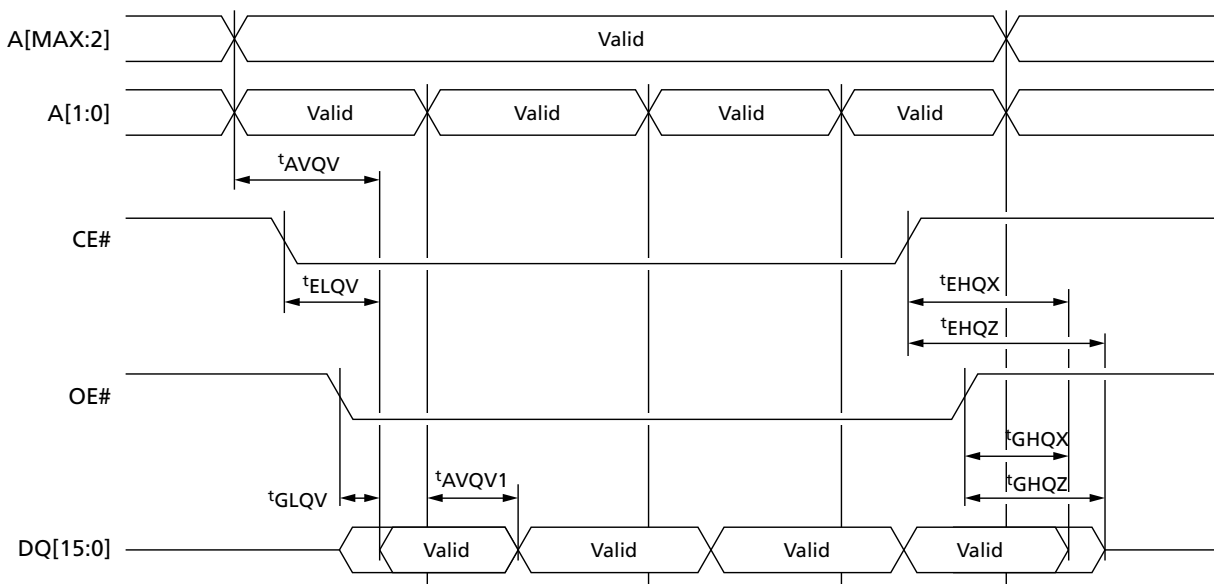 A[MAX:2]
Valid
A[1:0]
Valid
Valid
Valid
Valid
tAVQV
CE#
tELQV
tEHQX
tEHQZ
OE#
tGHQX
tAVQV1
tGLQV
tGHQZ
DQ[15:0]
Valid
Valid
Valid
Valid